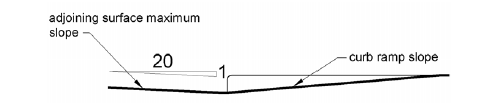 adjoining surface maximum
slope
20
1
curb ramp slope